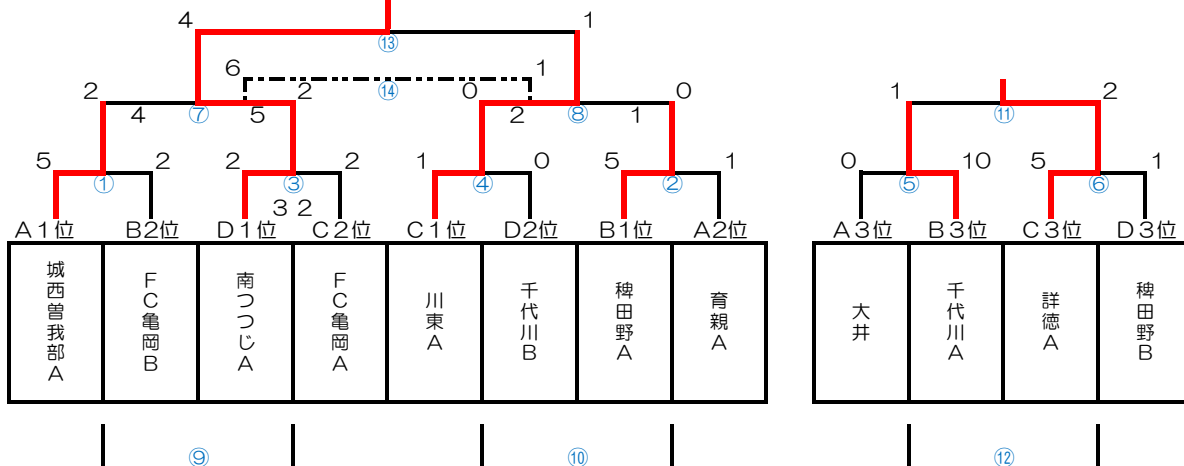 4 1
⑬
6 1
⑭
2 2 0 0 1 2
⑦ ⑧ ⑪
4 5 2 1
5 2 2 2 1 0 5 1 0 10 5 1
① ③ ④ ② ⑤ ⑥
3 2
A1位 B2位 D1位 C2位 C1位 D2位 B1位 A2位 A3位 B3位 C3位 D3位
城西曽我部A
FC亀岡B
南つつじA
FC亀岡A
川東A
千代川B
稗田野A
育親A
大井
千代川A
詳徳A
稗田野B
⑨ ⑩ ⑫